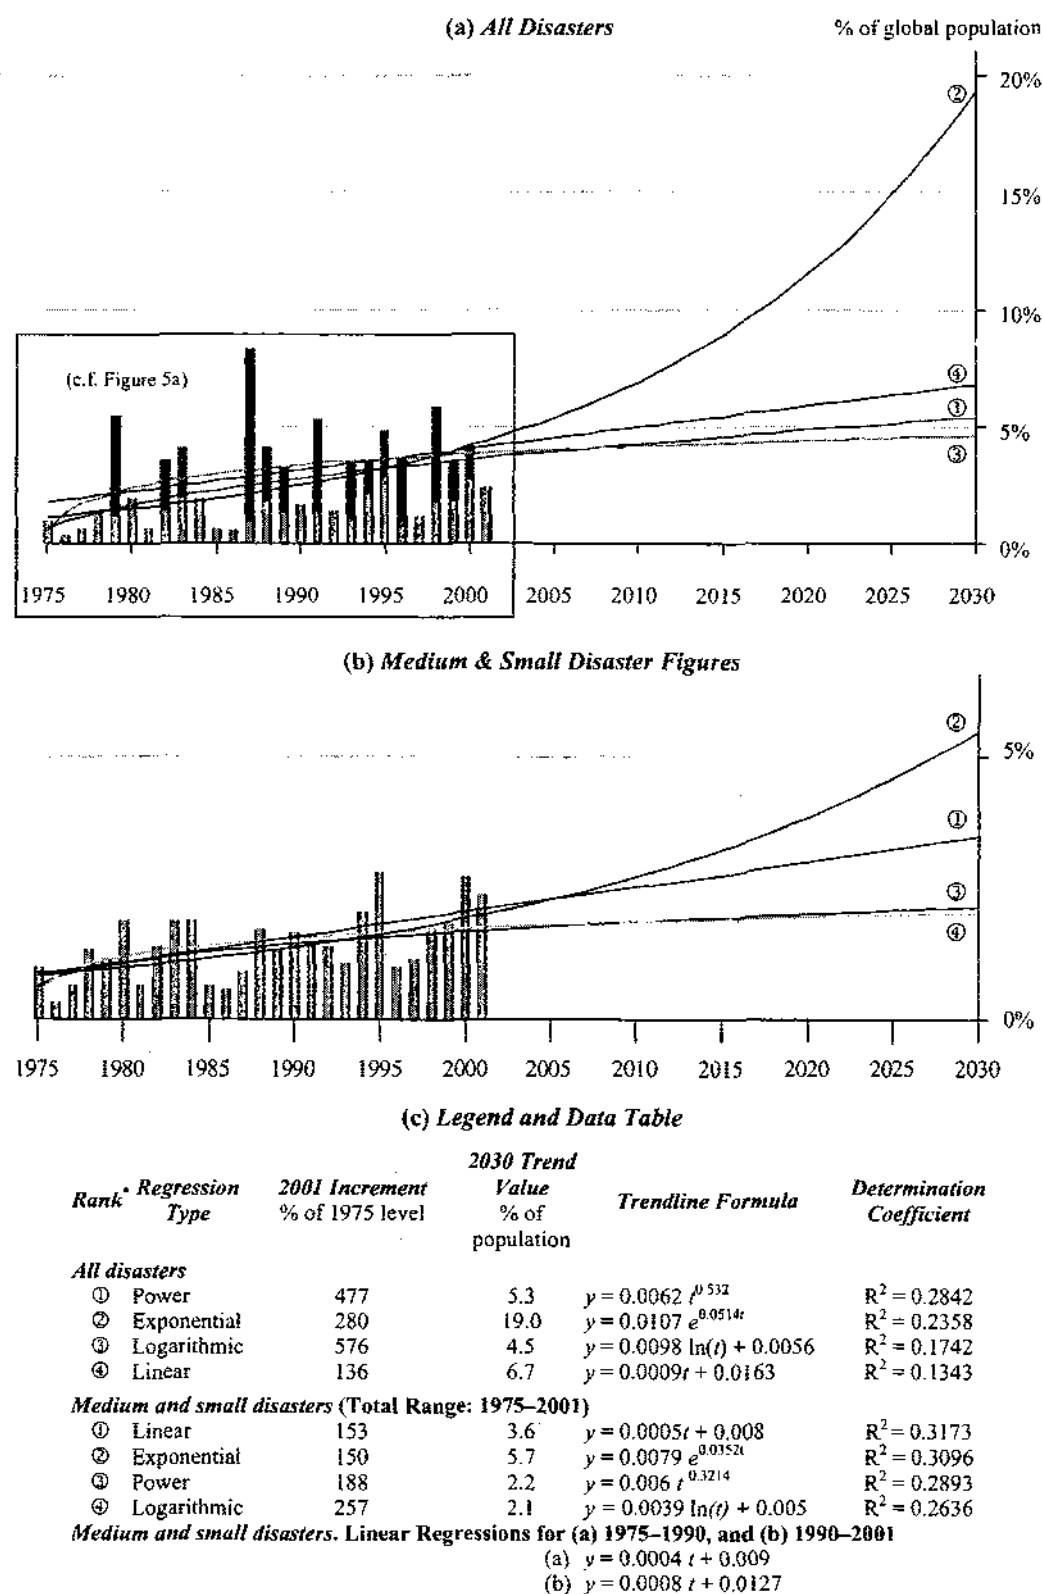 (a) All Disasters
% of global population
②
20%
15%
10%
(c.f. Figure 5a)
④
①
5%
③
0%
1975 1980 1985 1990 1995 2000 2005 2010 2015 2020 2025 2030
(b) Medium & Small Disaster Figures
②
5%
①
③
④
0%
1975 1980 1985 1990 1995 2000 2005 2010 2015 2020 2025 2030
(c) Legend and Data Table
Rank* Regression Type 2001 Increment % of 1975 level 2030 Trend Value % of population Trendline Formula Determination Coefficient
All disasters
① Power 477 5.3 y = 0.0062 t^0.532 R² = 0.2842
② Exponential 280 19.0 y = 0.0107 e^0.0514t R² = 0.2358
③ Logarithmic 576 4.5 y = 0.0098 ln(t) + 0.0056 R² = 0.1742
④ Linear 136 6.7 y = 0.0009t + 0.0163 R² = 0.1343
Medium and small disasters (Total Range: 1975–2001)
① Linear 153 3.6 y = 0.0005t + 0.008 R² = 0.3173
② Exponential 150 5.7 y = 0.0079 e^0.0352t R² = 0.3096
③ Power 188 2.2 y = 0.006 t^0.3214 R² = 0.2893
④ Logarithmic 257 2.1 y = 0.0039 ln(t) + 0.005 R² = 0.2636
Medium and small disasters. Linear Regressions for (a) 1975–1990, and (b) 1990–2001
(a) y = 0.0004 t + 0.009
(b) y = 0.0008 t + 0.0127